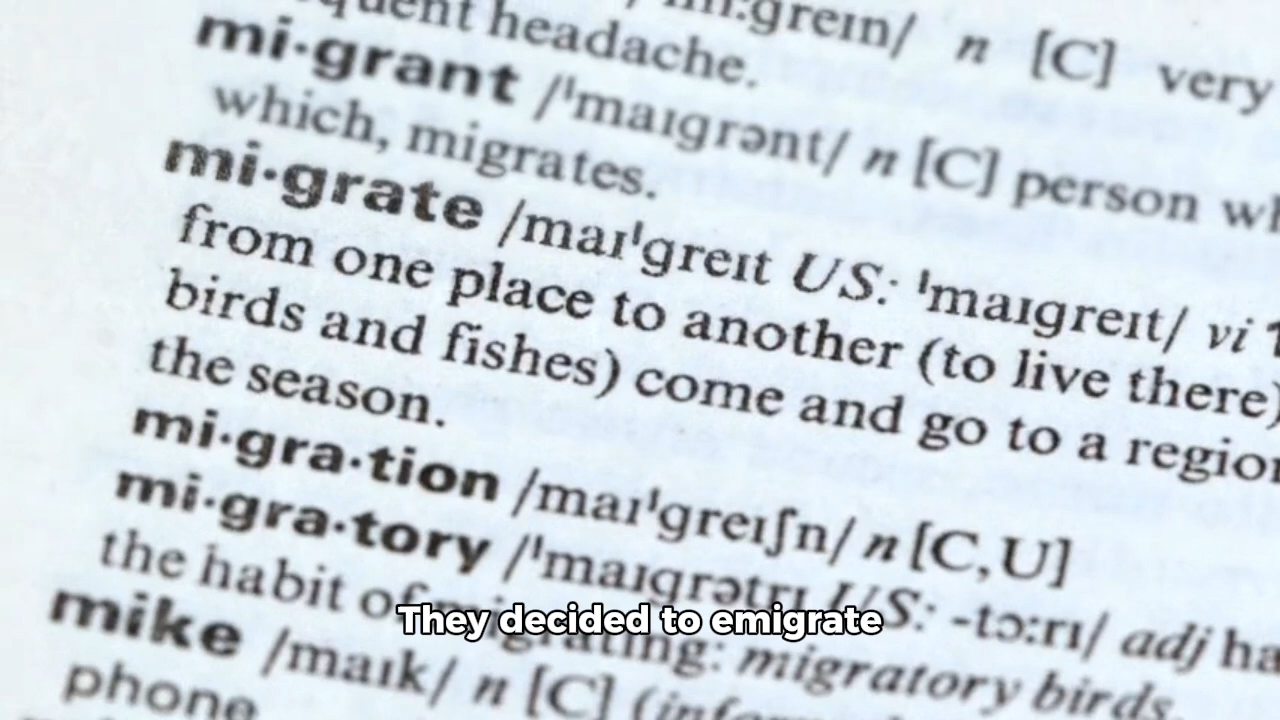 quent headache.
n [C] very
mi·grant /ˈmaɪgrənt/ n [C] person
which, migrates.
mi·grate /maɪˈgreɪt US: ˈmaɪgreɪt/ vi
from one place to another (to live there)
birds and fishes) come and go to a region
the season.
mi·gra·tion /maɪˈgreɪʃn/ n [C,U]
mi·gra·tory /ˈmaɪgrətrɪ US: -tɔːrɪ/ adj
the habit of migrating: migratory birds.
They decided to emigrate
mike /maɪk/ n [C]
phone